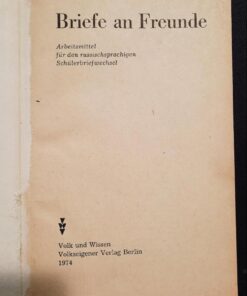 Briefe an Freunde
Arbeitsmittel
für den russischsprachigen
Schülerbriefwechsel
Volk und Wissen
Volkseigener Verlag Berlin
1974